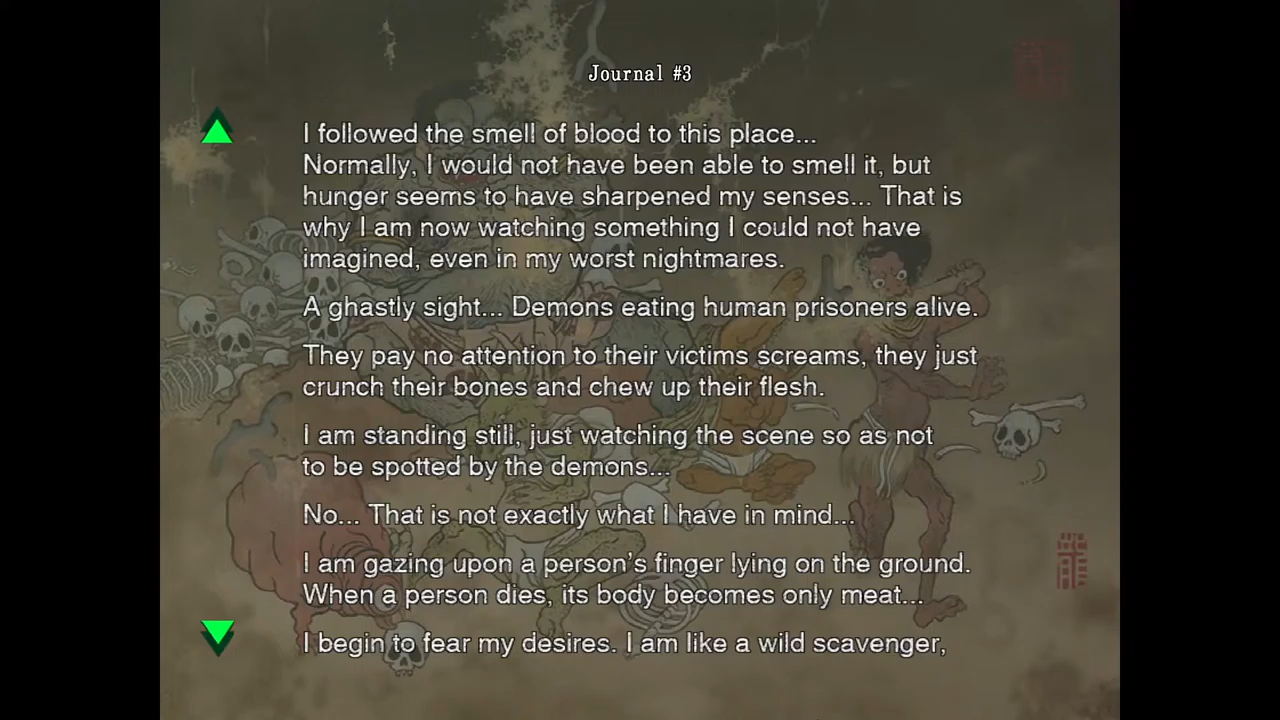 Journal #3
I followed the smell of blood to this place...
Normally, I would not have been able to smell it, but
hunger seems to have sharpened my senses... That is
why I am now watching something I could not have
imagined, even in my worst nightmares.
A ghastly sight... Demons eating human prisoners alive.
They pay no attention to their victims screams, they just
crunch their bones and chew up their flesh.
I am standing still, just watching the scene so as not
to be spotted by the demons...
No... That is not exactly what I have in mind...
I am gazing upon a person's finger lying on the ground.
When a person dies, its body becomes only meat...
I begin to fear my desires. I am like a wild scavenger,